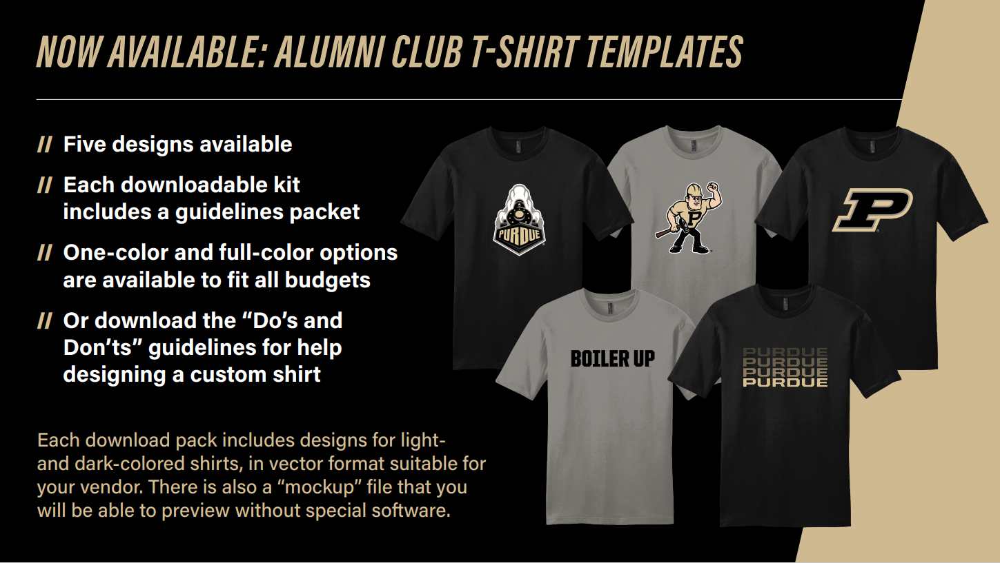 NOW AVAILABLE: ALUMNI CLUB T-SHIRT TEMPLATES
// Five designs available
// Each downloadable kit
includes a guidelines packet
// One-color and full-color options
are available to fit all budgets
// Or download the “Do’s and
Don’ts” guidelines for help
designing a custom shirt
Each download pack includes designs for light-
and dark-colored shirts, in vector format suitable for
your vendor. There is also a “mockup” file that you
will be able to preview without special software.
PURDUE
P
P
BOILER UP
PURDUE
PURDUE
PURDUE
PURDUE